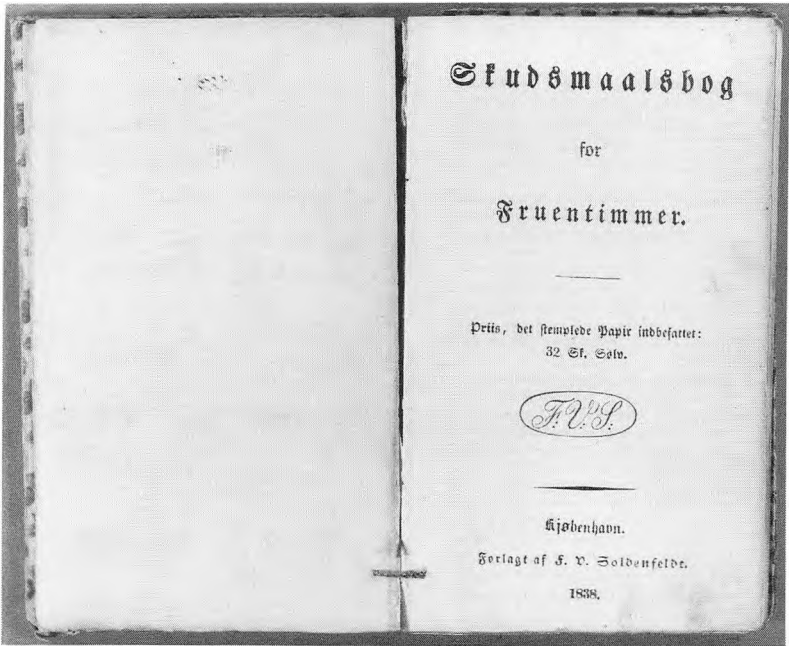 Skudsmaalsbog
for
Fruentimmer.
Priis, det stemplede Papir indbefattet:
32 Sk. Sølv.
F. V. S.
Kjøbenhavn.
Forlagt af F. V. Soldenfeldt.
1838.